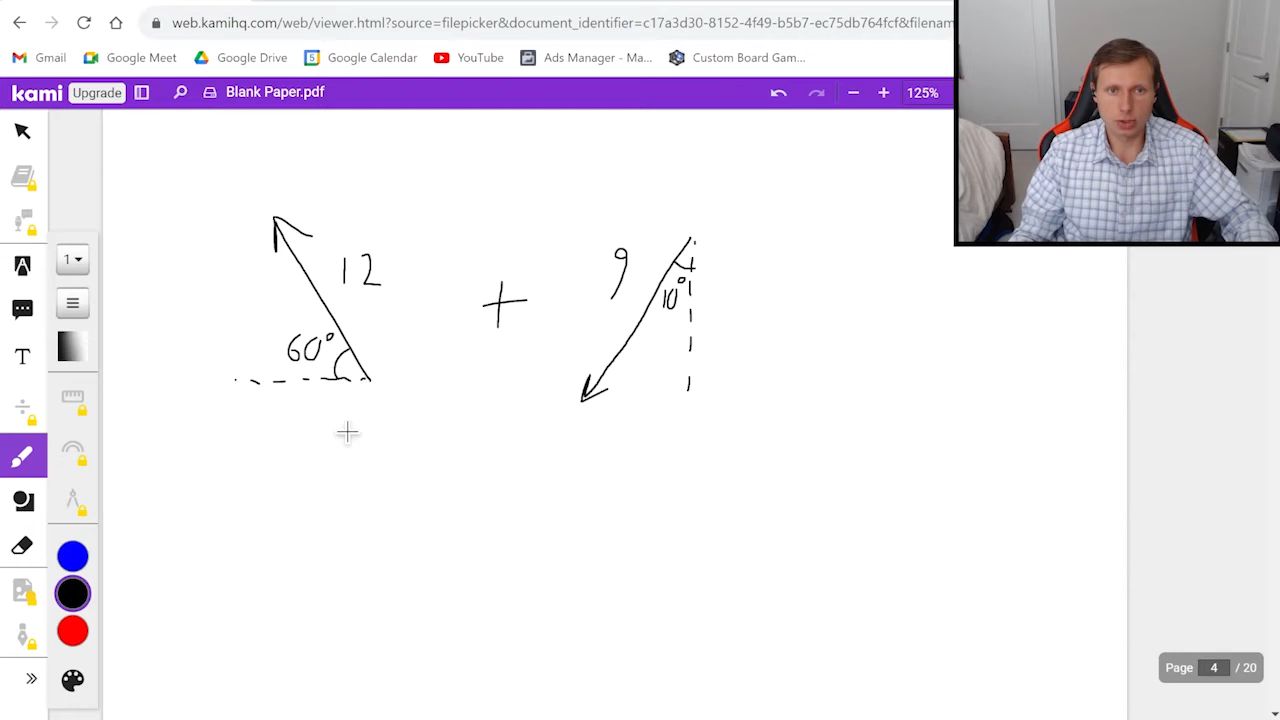 web.kamihq.com/web/viewer.html?source=filepicker&document_identifier=c17a3d30-8152-4f49-b5b7-ec75db764fcf&filenam
Gmail Google Meet Google Drive 5 Google Calendar YouTube Ads Manager - Ma... Custom Board Gam...
kami Upgrade Blank Paper.pdf 125%
1
A
T
12
60°
+
9
10°
Page 4 / 20